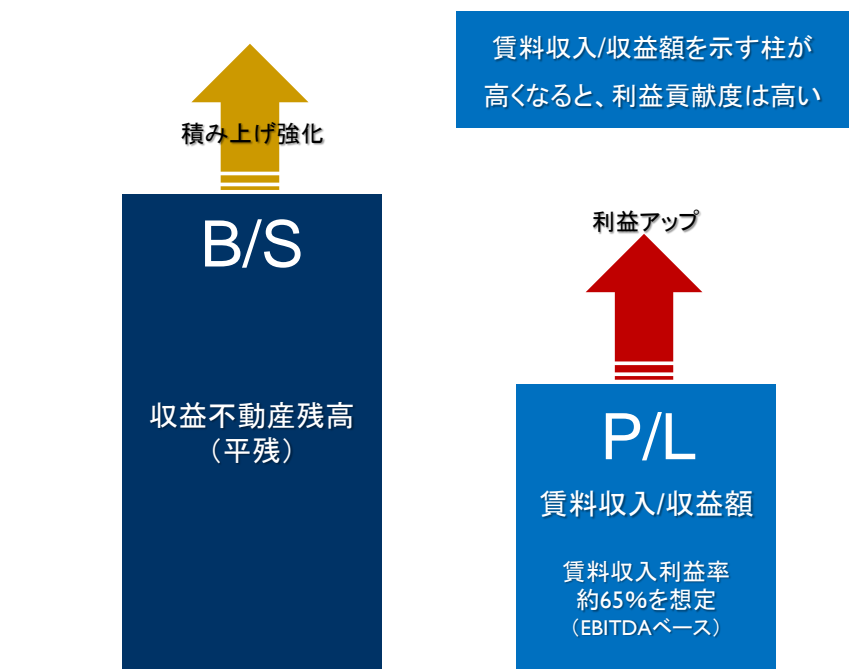 賃料収入/収益額を示す柱が
高くなると、利益貢献度は高い
積み上げ強化
B/S
収益不動産残高
（平残）
利益アップ
P/L
賃料収入/収益額
賃料収入利益率
約65%を想定
（EBITDAベース）